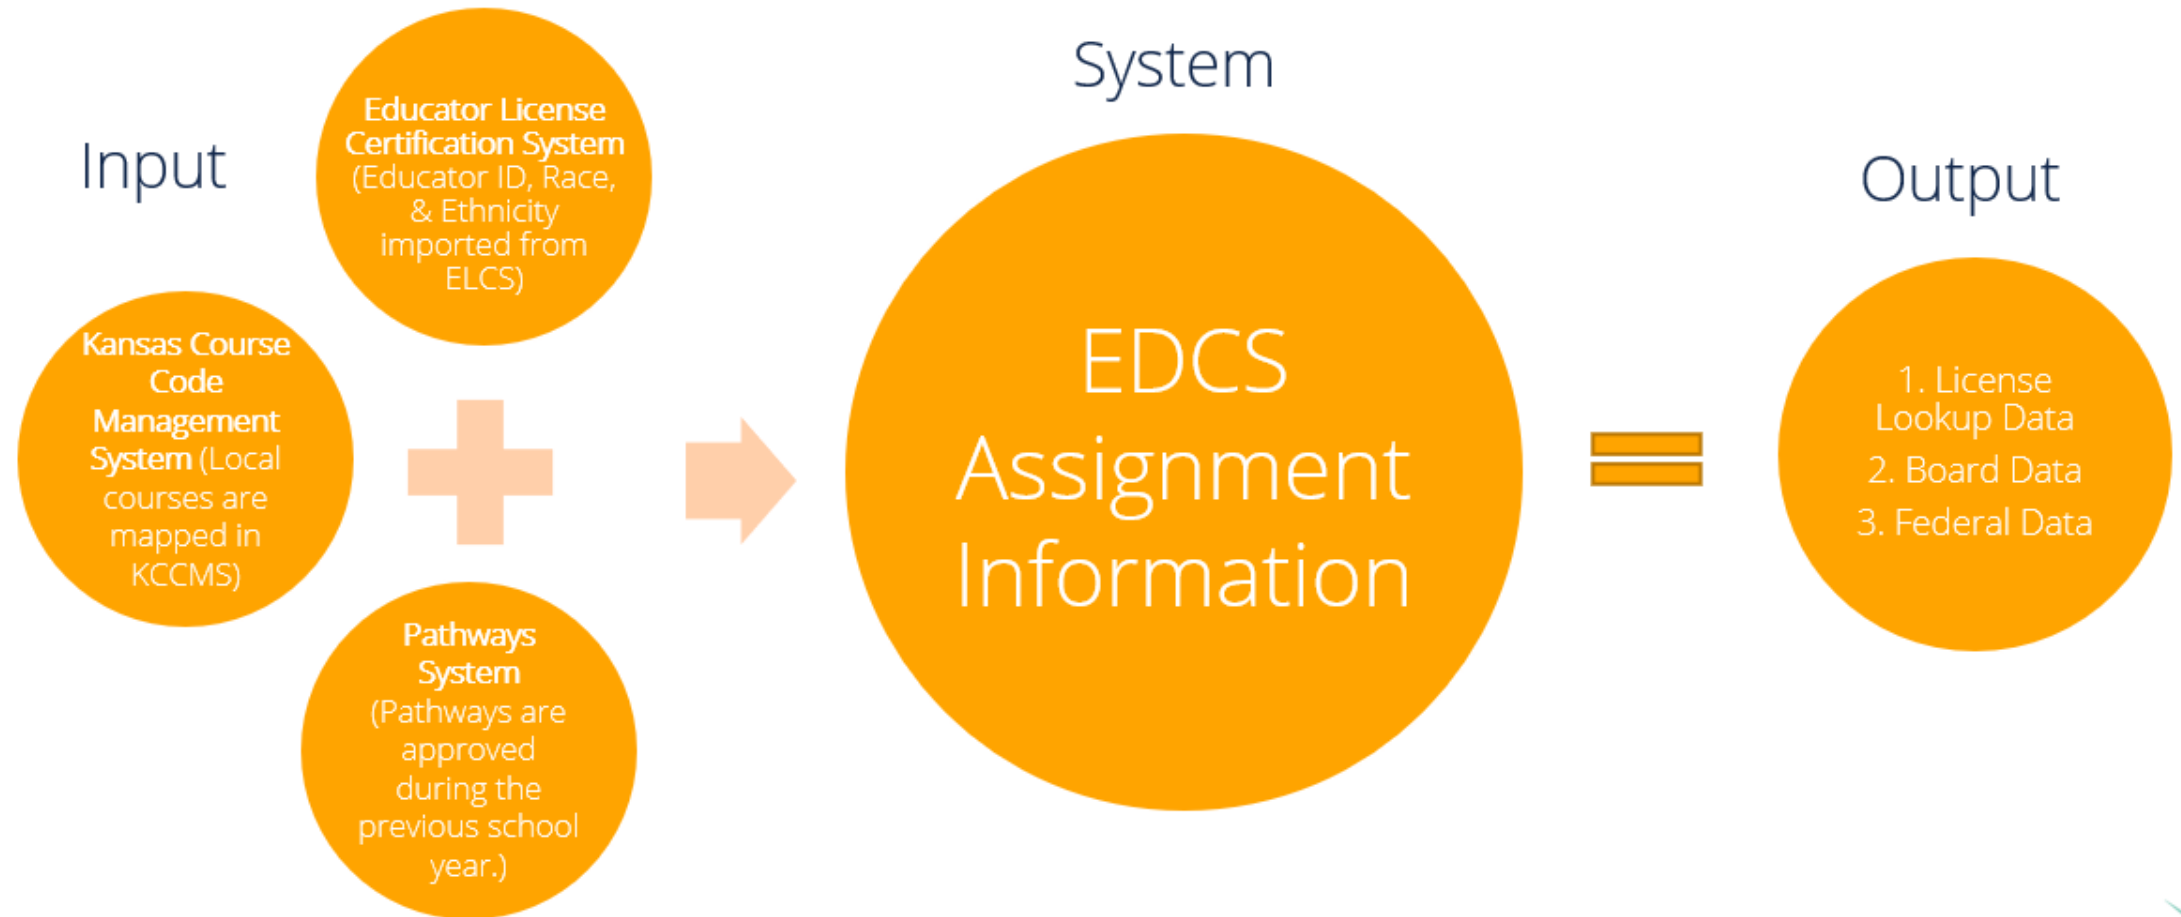 Input
Educator License
Certification System
(Educator ID, Race,
& Ethnicity
imported from
ELCS)
Kansas Course
Code
Management
System (Local
courses are
mapped in
KCCMS)
Pathways
System
(Pathways are
approved
during the
previous school
year.)
System
EDCS
Assignment
Information
Output
1. License
Lookup Data
2. Board Data
3. Federal Data